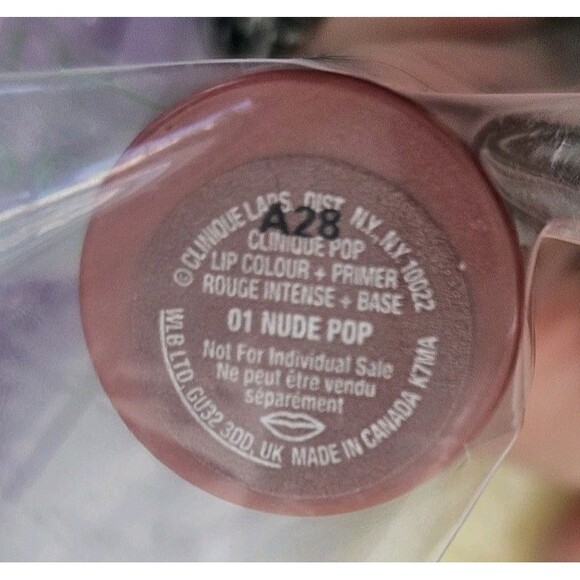 © CLINIQUE LABS, DIST. N.Y., N.Y. 10022
A28
CLINIQUE POP
LIP COLOUR + PRIMER
ROUGE INTENSE + BASE
01 NUDE POP
Not For Individual Sale
Ne peut être vendu
séparément
WLB LTD, GU32 3DD, UK MADE IN CANADA K7MA